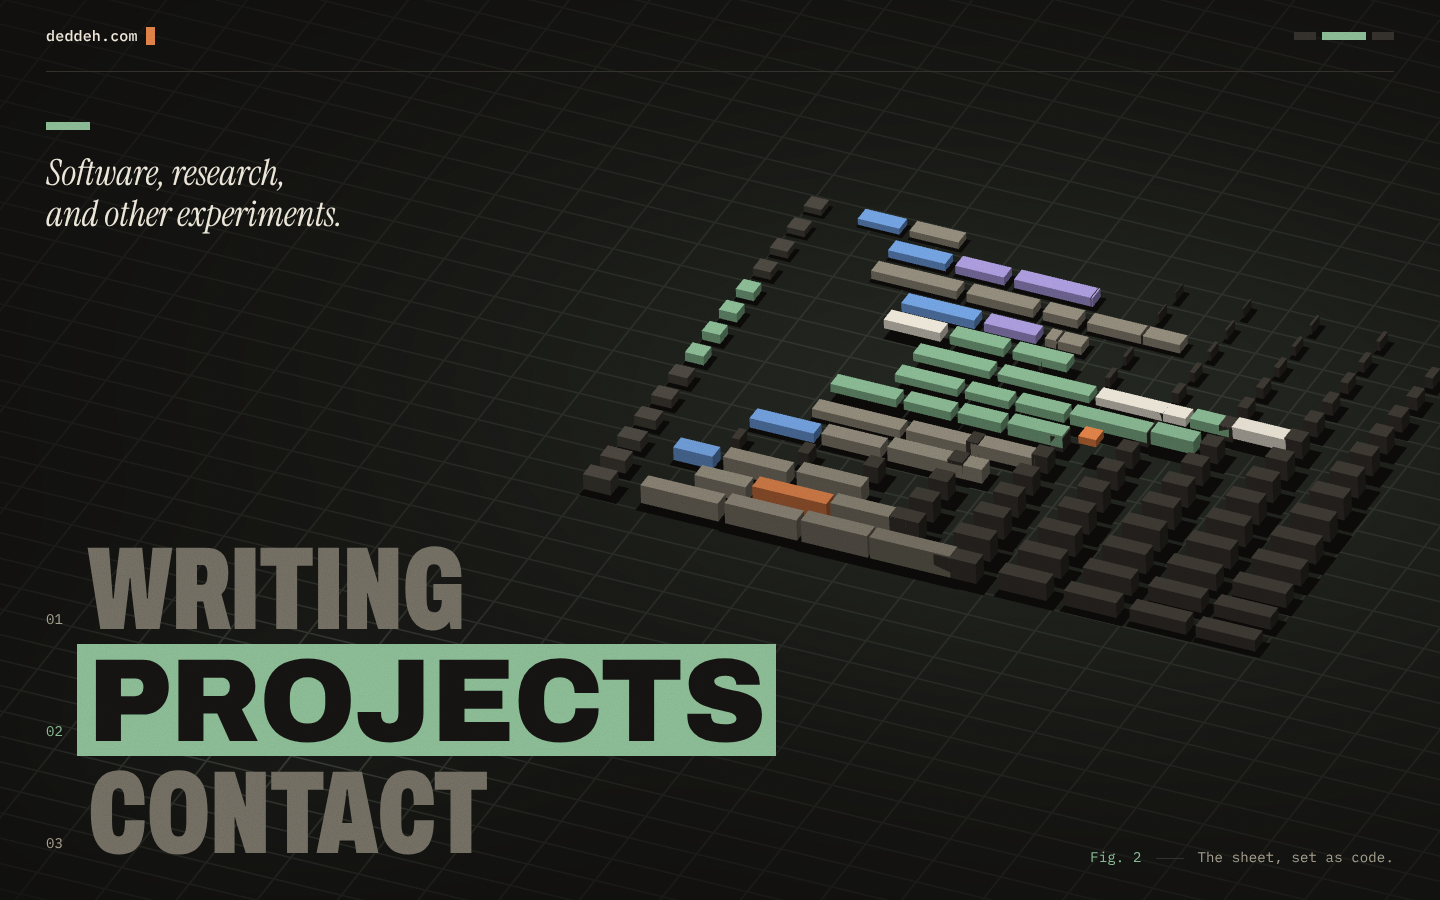 deddeh.com
Software, research,
and other experiments.
01 WRITING
02 PROJECTS
03 CONTACT
Fig. 2 — The sheet, set as code.